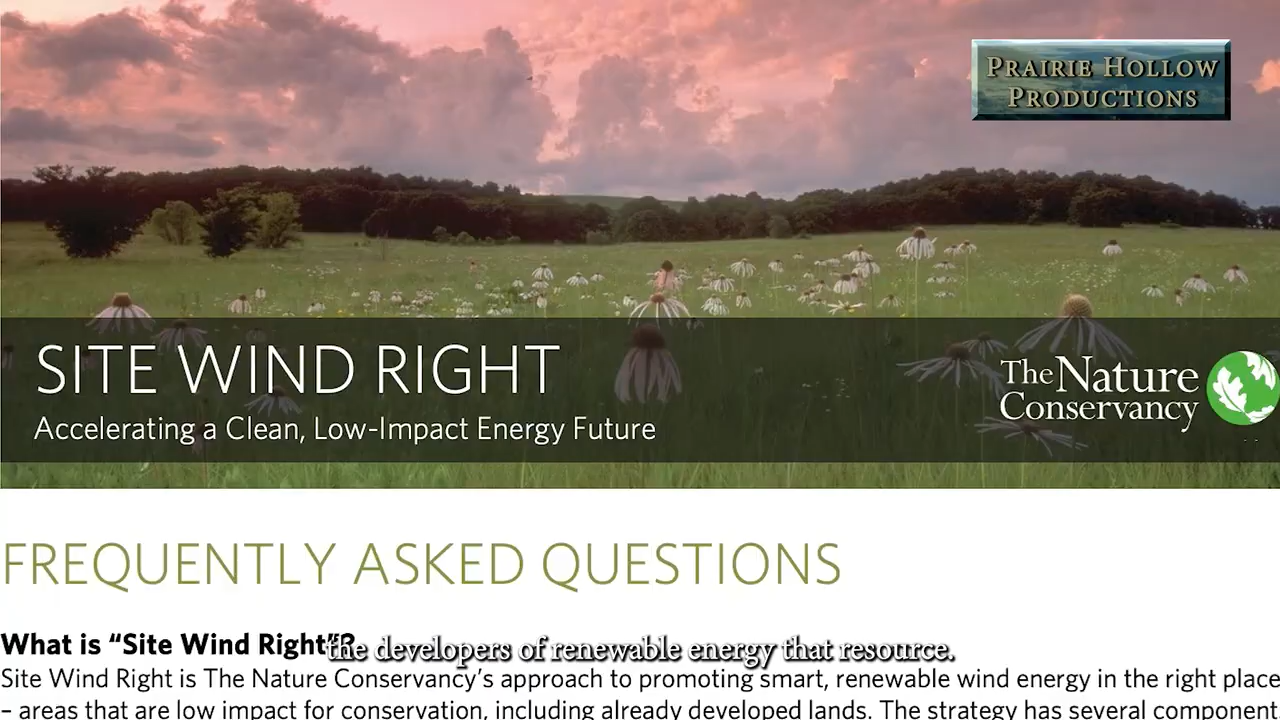 PRAIRIE HOLLOW
PRODUCTIONS
SITE WIND RIGHT
Accelerating a Clean, Low-Impact Energy Future
The Nature
Conservancy
FREQUENTLY ASKED QUESTIONS
What is “Site Wind Right”?
the developers of renewable energy that resource.
Site Wind Right is The Nature Conservancy’s approach to promoting smart, renewable wind energy in the right place
– areas that are low impact for conservation, including already developed lands. The strategy has several component